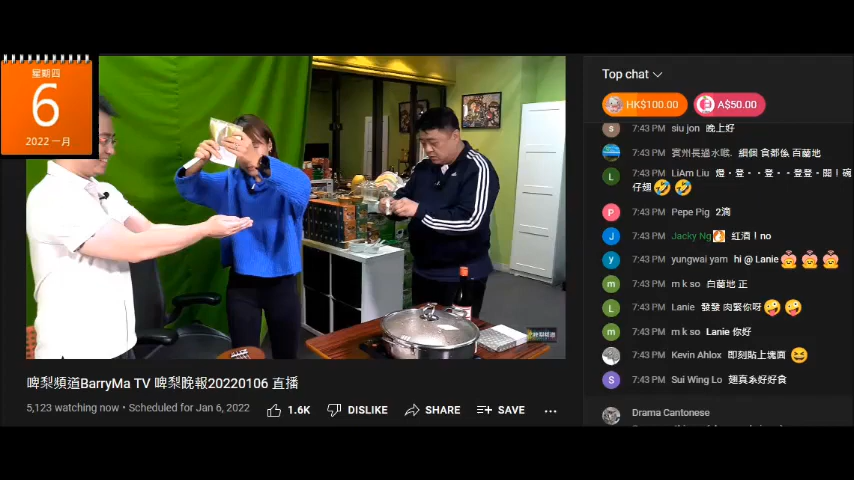 星期四
6
2022 一月
啤梨頻道
啤梨頻道BarryMa TV 啤梨晚報20220106 直播
5,123 watching now • Scheduled for Jan 6, 2022
1.6K DISLIKE SHARE SAVE
Top chat
HK$100.00 A$50.00
7:43 PM siu jon 晚上好
7:43 PM 賓州長過水喉. 細個 食都係 百蘭地
7:43 PM LiAm Liu 燈‧登‧‧登‧‧登登‧開！碗
仔翅🤣🤣
7:43 PM Pepe Pig 2滴
7:43 PM Jacky Ng 紅酒！no
7:43 PM yungwai yam hi @ Lanie
7:43 PM m k so 白蘭地 正
7:43 PM Lanie 發發 肉緊你呀🤪🤪
7:43 PM m k so Lanie 你好
7:43 PM Kevin Ahlox 即刻貼上塊面😆
7:43 PM Sui Wing Lo 翅真系好好食
Drama Cantonese